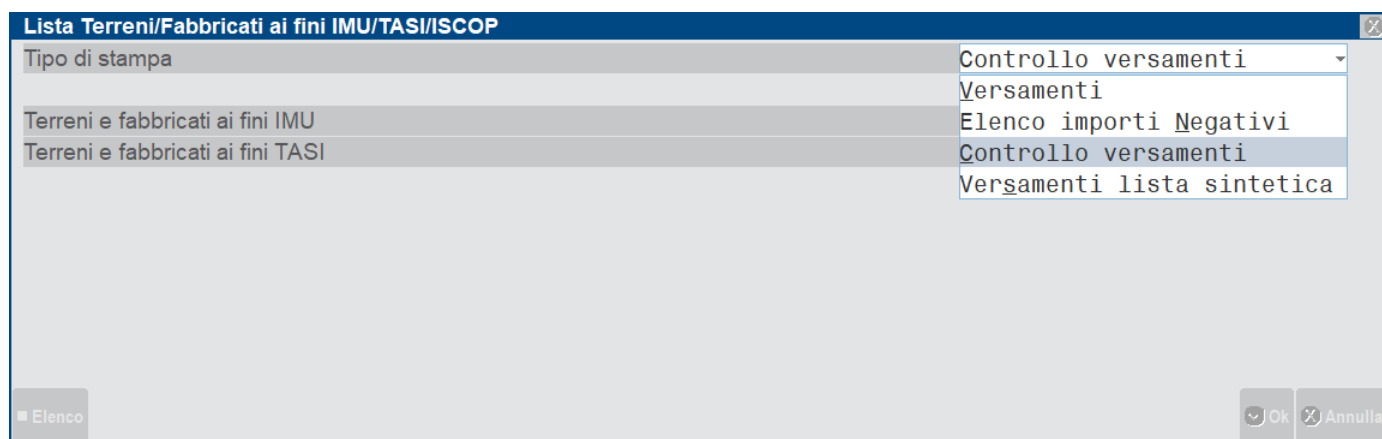 Lista Terreni/Fabbricati ai fini IMU/TASI/ISCOP
Tipo di stampa Controllo versamenti
Versamenti
Terreni e fabbricati ai fini IMU Elenco importi Negativi
Terreni e fabbricati ai fini TASI Controllo versamenti
Versamenti lista sintetica
Elenco Ok Annulla